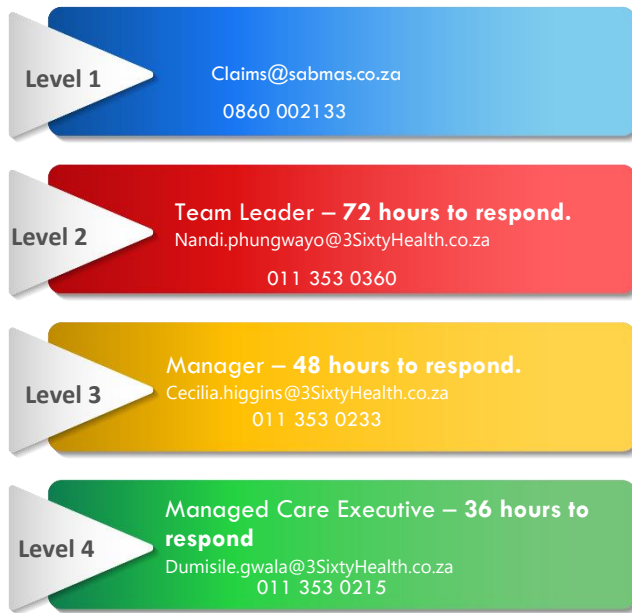 Level 1
Claims@sabmas.co.za
0860 002133
Level 2
Team Leader – 72 hours to respond.
Nandi.phungwayo@3SixtyHealth.co.za
011 353 0360
Level 3
Manager – 48 hours to respond.
Cecilia.higgins@3SixtyHealth.co.za
011 353 0233
Level 4
Managed Care Executive – 36 hours to
respond
Dumisile.gwala@3SixtyHealth.co.za
011 353 0215